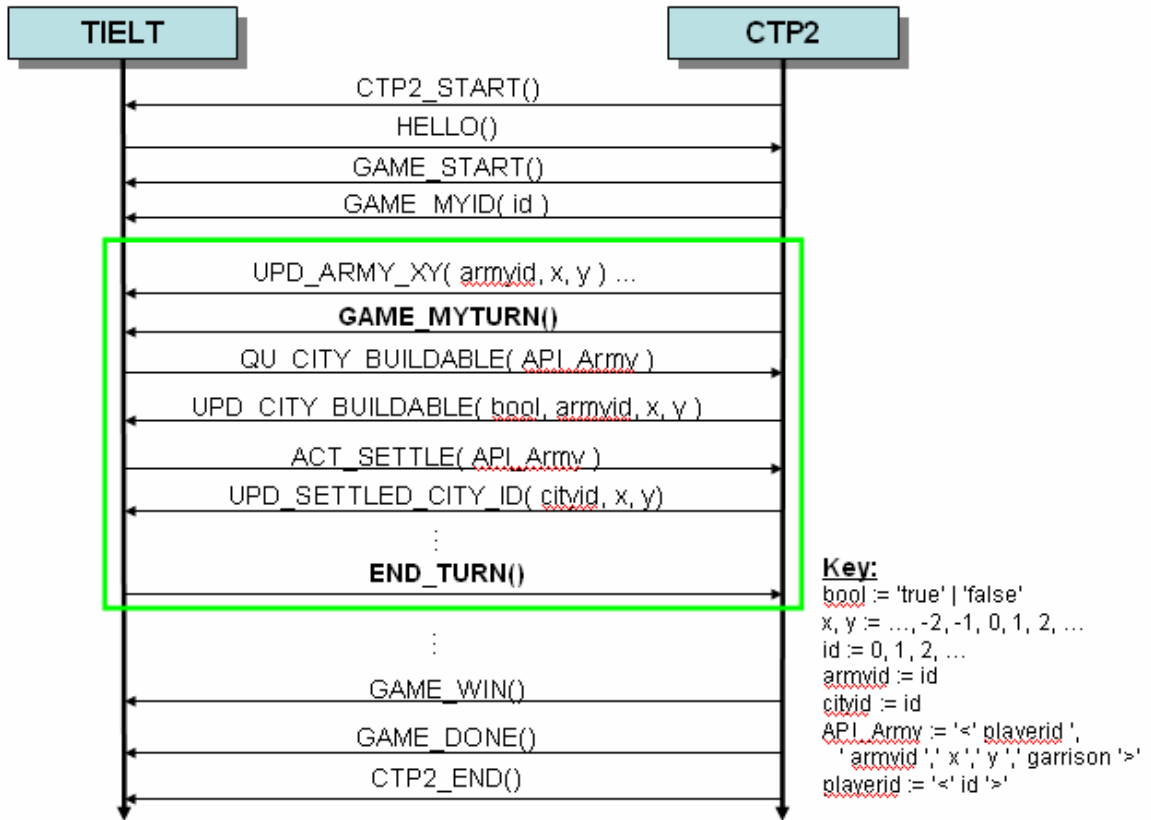 TIELT
CTP2
CTP2_START()
HELLO()
GAME_START()
GAME_MYID( id )
UPD_ARMY_XY( armyid, x, y ) ...
GAME_MYTURN()
QU_CITY_BUILDABLE( API_Army )
UPD_CITY_BUILDABLE( bool, armyid, x, y )
ACT_SETTLE( API_Army )
UPD_SETTLED_CITY_ID( cityid, x, y)
⋮
END_TURN()
⋮
GAME_WIN()
GAME_DONE()
CTP2_END()
Key:
bool := 'true' | 'false'
x, y := ..., -2, -1, 0, 1, 2, ...
id := 0, 1, 2, ...
armyid := id
cityid := id
API_Army := '<' playerid ',
' armyid ',' x ',' y ',' garrison '>'
playerid := '<' id '>'